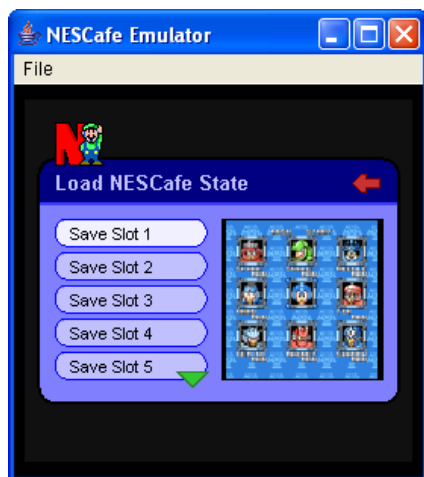 NESCafe Emulator
File
N
Load NESCafe State
Save Slot 1
Save Slot 2
Save Slot 3
Save Slot 4
Save Slot 5